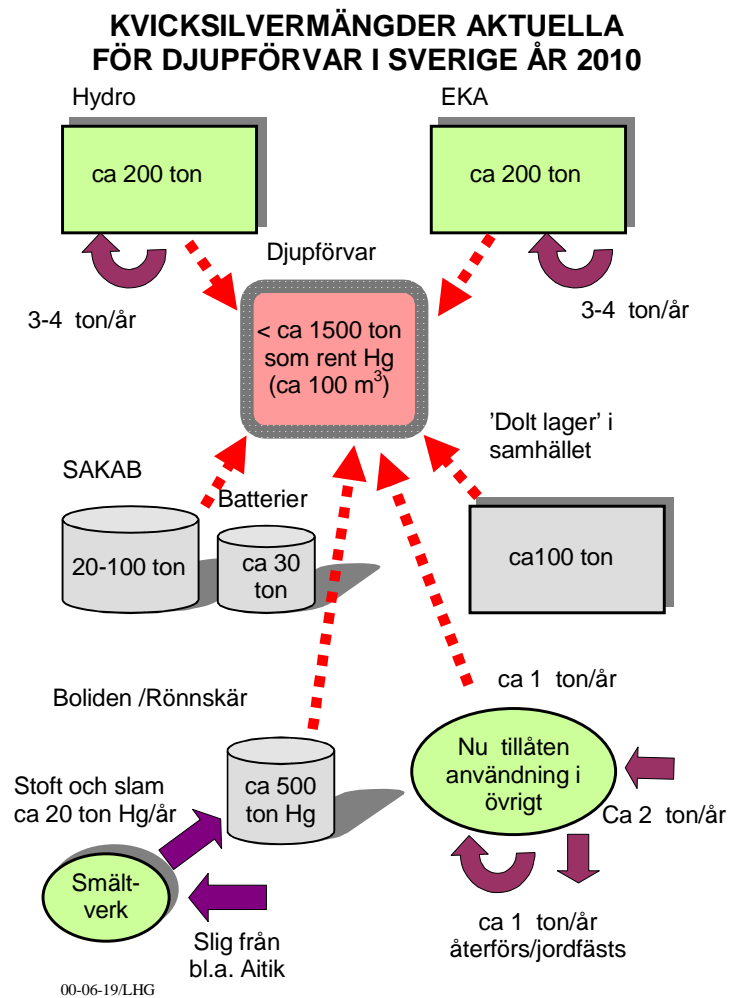 KVICKSILVERMÄNGDER AKTUELLA
FÖR DJUPFÖRVAR I SVERIGE ÅR 2010
Hydro
EKA
ca 200 ton
ca 200 ton
Djupförvar
3-4 ton/år
3-4 ton/år
< ca 1500 ton
som rent Hg
(ca 100 m³)
'Dolt lager' i
samhället
SAKAB
Batterier
20-100 ton
ca 30
ton
ca100 ton
ca 1 ton/år
Boliden /Rönnskär
Nu tillåten
användning i
övrigt
Stoft och slam
ca 20 ton Hg/år
ca 500
ton Hg
Ca 2 ton/år
Smält-
verk
Slig från
bl.a. Aitik
ca 1 ton/år
återförs/jordfästs
00-06-19/LHG